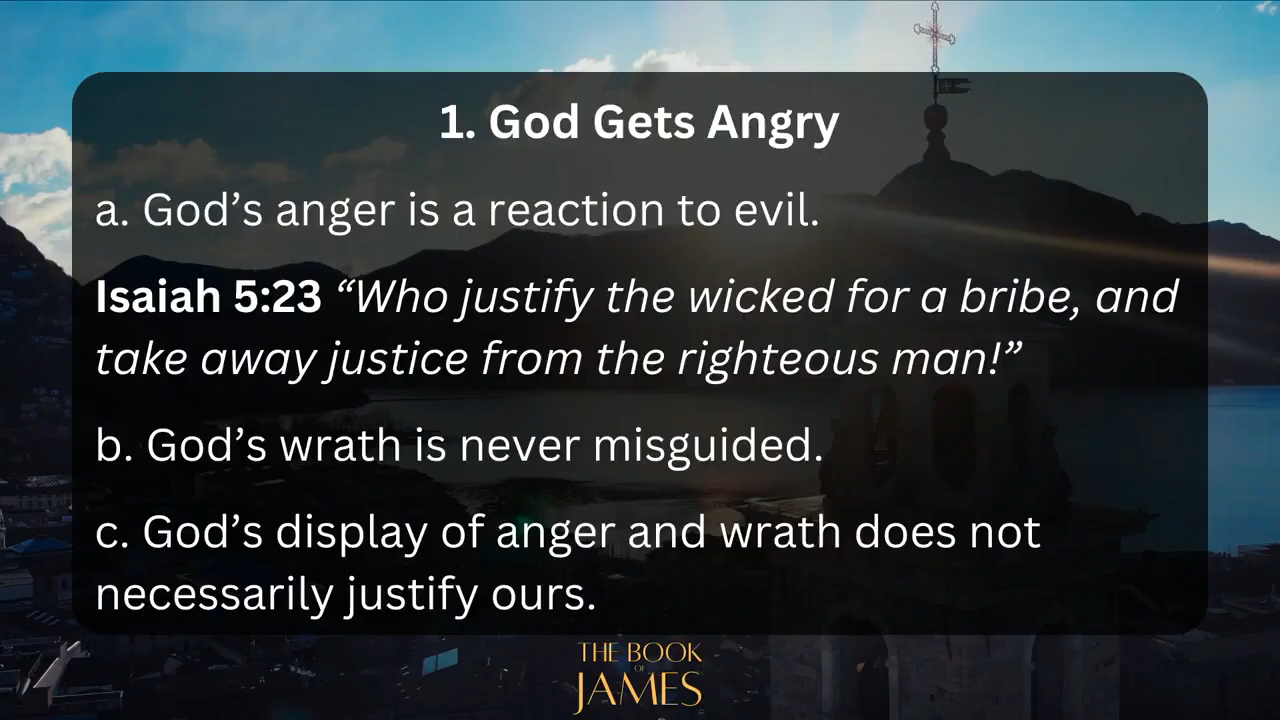 1. God Gets Angry
a. God’s anger is a reaction to evil.
Isaiah 5:23 “Who justify the wicked for a bribe, and
take away justice from the righteous man!”
b. God’s wrath is never misguided.
c. God’s display of anger and wrath does not
necessarily justify ours.
THE BOOK
OF
JAMES